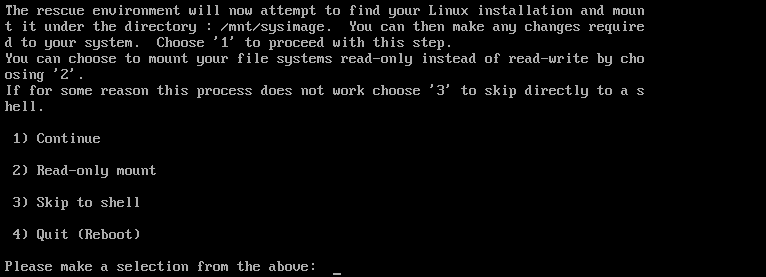 The rescue environment will now attempt to find your Linux installation and moun
t it under the directory : /mnt/sysimage.  You can then make any changes require
d to your system.  Choose '1' to proceed with this step.
You can choose to mount your file systems read-only instead of read-write by cho
osing '2'.
If for some reason this process does not work choose '3' to skip directly to a s
hell.
1) Continue
2) Read-only mount
3) Skip to shell
4) Quit (Reboot)
Please make a selection from the above:  _